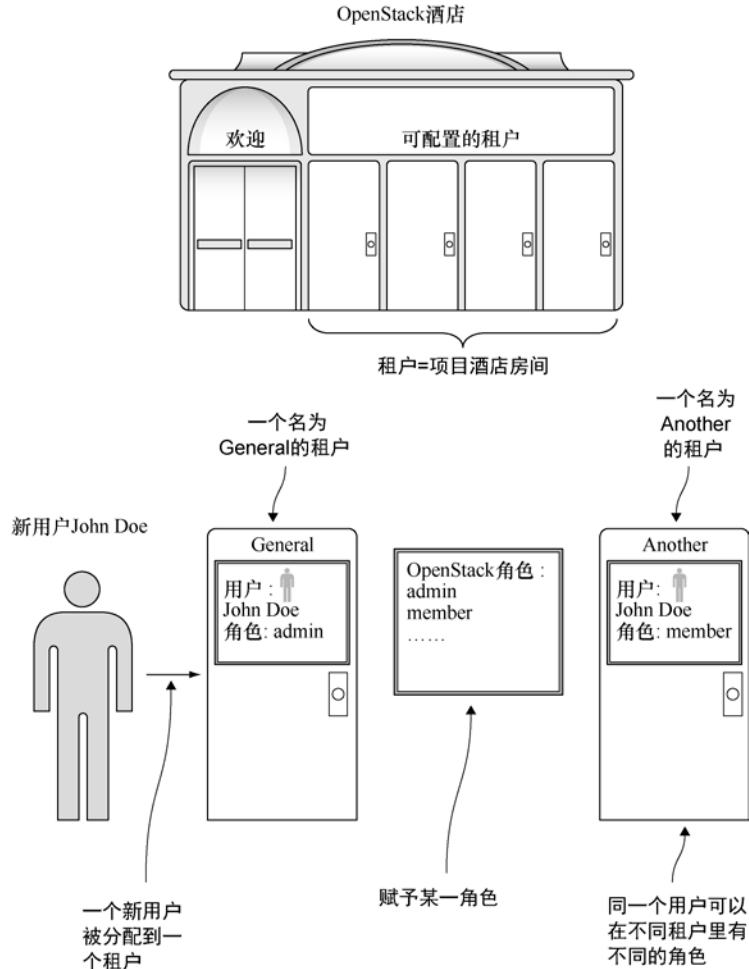 OpenStack酒店
欢迎
可配置的租户
租户=项目酒店房间
一个名为
General的租户
一个名为
Another
的租户
新用户John Doe
General
用户：
John Doe
角色: admin
OpenStack角色：
admin
member
……
Another
用户:
John Doe
角色: member
一个新用户
被分配到一
个租户
赋予某一角色
同一个用户可以
在不同租户里有
不同的角色